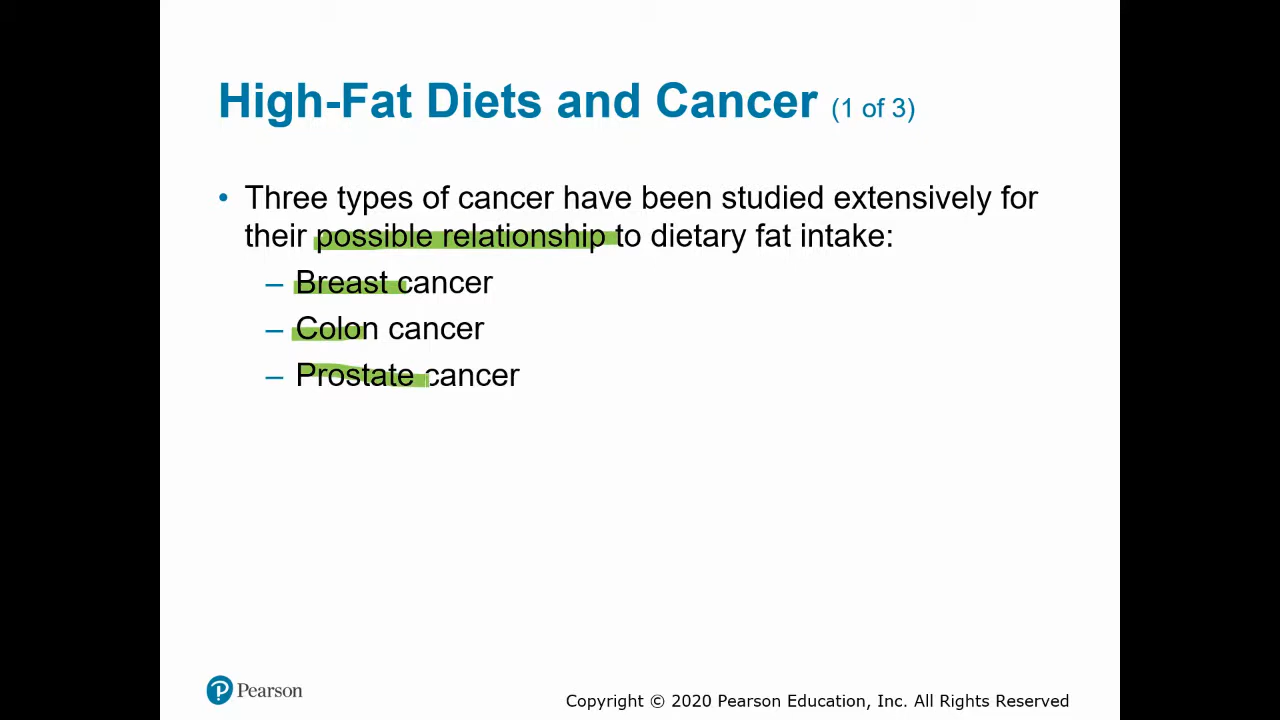 High-Fat Diets and Cancer (1 of 3)
• Three types of cancer have been studied extensively for
their possible relationship to dietary fat intake:
– Breast cancer
– Colon cancer
– Prostate cancer
Pearson
Copyright © 2020 Pearson Education, Inc. All Rights Reserved